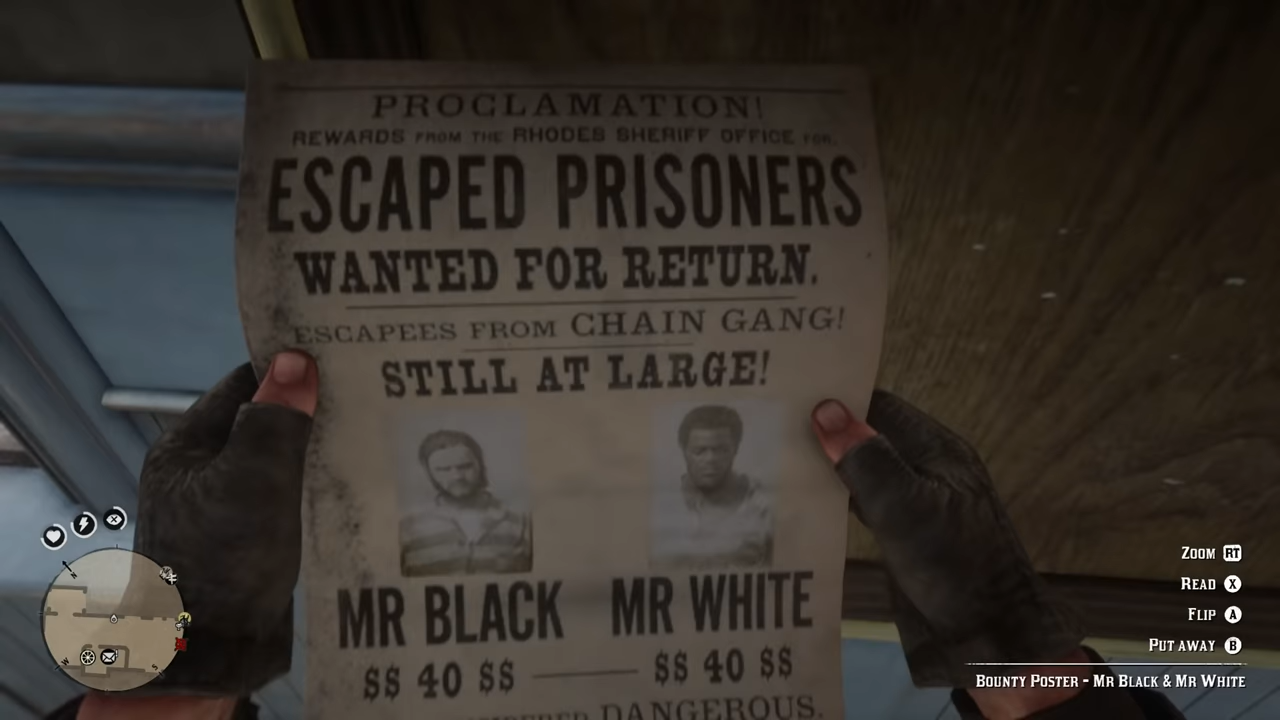 PROCLAMATION!
REWARDS FROM THE RHODES SHERIFF OFFICE FOR,
ESCAPED PRISONERS
WANTED FOR RETURN.
ESCAPEES FROM CHAIN GANG!
STILL AT LARGE!
MR BLACK MR WHITE
$$ 40 $$ $$ 40 $$
DANGEROUS.
ZOOM RT
READ X
FLIP A
PUT AWAY B
BOUNTY POSTER - MR BLACK & MR WHITE
N
W
S